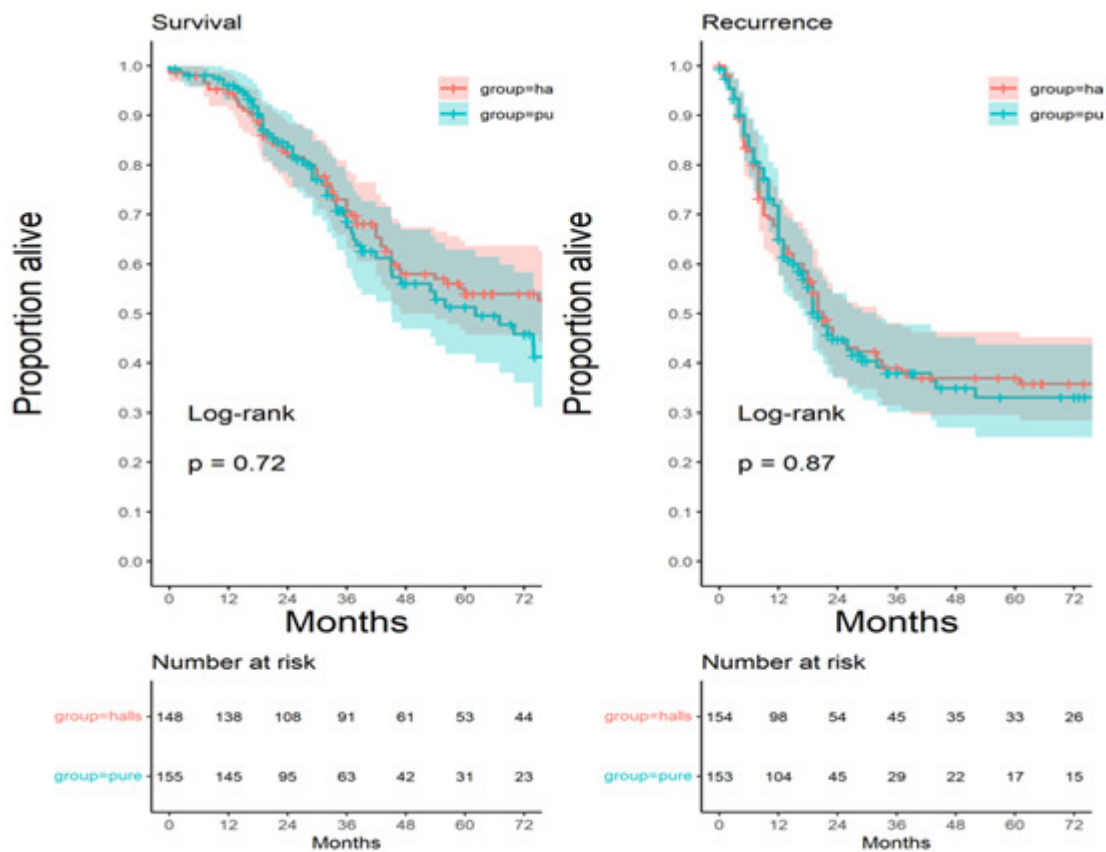 Survival
Proportion alive
1.0
0.9
0.8
0.7
0.6
0.5
0.4
0.3
0.2
0.1
0.0
group=ha
group=pu
Log-rank
p = 0.72
0 12 24 36 48 60 72
Months
Number at risk
group=halls 148 138 108 91 61 53 44
group=pure 155 145 95 63 42 31 23
0 12 24 36 48 60 72
Months
Recurrence
Proportion alive
1.0
0.9
0.8
0.7
0.6
0.5
0.4
0.3
0.2
0.1
0.0
group=ha
group=pu
Log-rank
p = 0.87
0 12 24 36 48 60 72
Months
Number at risk
group=halls 154 98 54 45 35 33 26
group=pure 153 104 45 29 22 17 15
0 12 24 36 48 60 72
Months